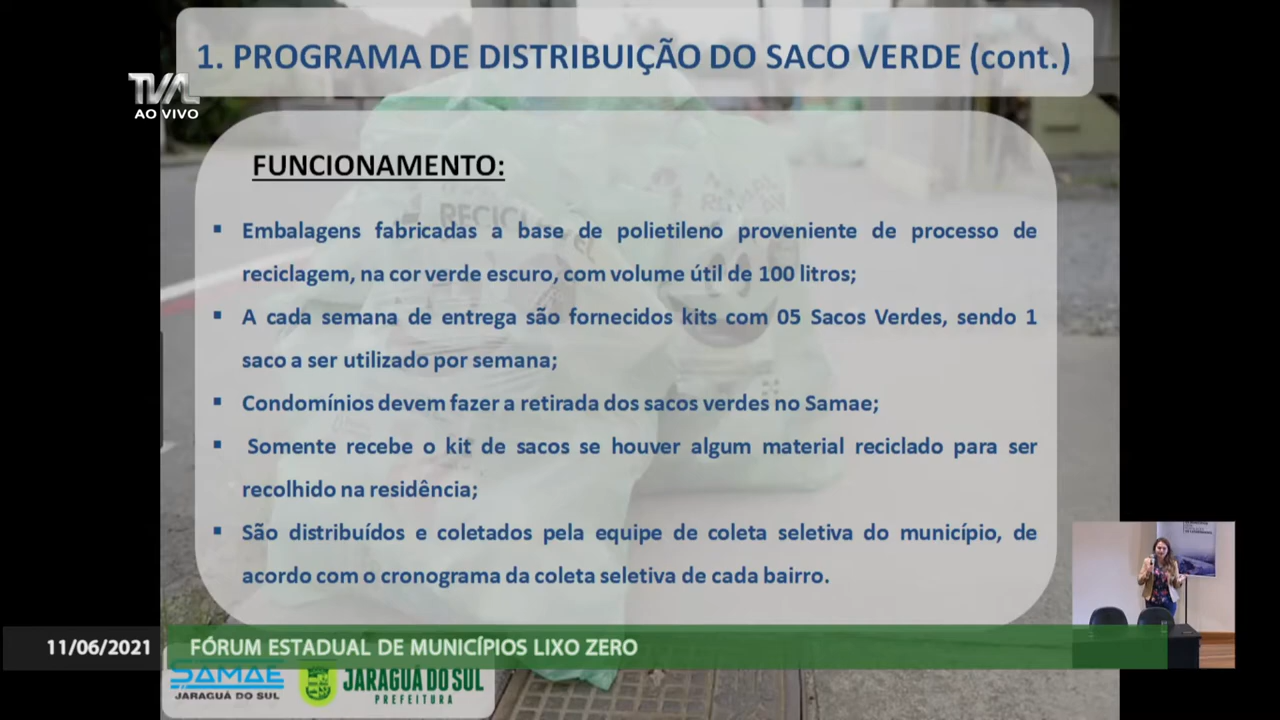 1. PROGRAMA DE DISTRIBUIÇÃO DO SACO VERDE (cont.)
TVAL
AO VIVO
FUNCIONAMENTO:
▪ Embalagens fabricadas a base de polietileno proveniente de processo de
reciclagem, na cor verde escuro, com volume útil de 100 litros;
▪ A cada semana de entrega são fornecidos kits com 05 Sacos Verdes, sendo 1
saco a ser utilizado por semana;
▪ Condomínios devem fazer a retirada dos sacos verdes no Samae;
▪ Somente recebe o kit de sacos se houver algum material reciclado para ser
recolhido na residência;
▪ São distribuídos e coletados pela equipe de coleta seletiva do município, de
acordo com o cronograma da coleta seletiva de cada bairro.
11/06/2021
FÓRUM ESTADUAL DE MUNICÍPIOS LIXO ZERO
SAMAE
JARAGUÁ DO SUL
JARAGUÁ DO SUL
PREFEITURA